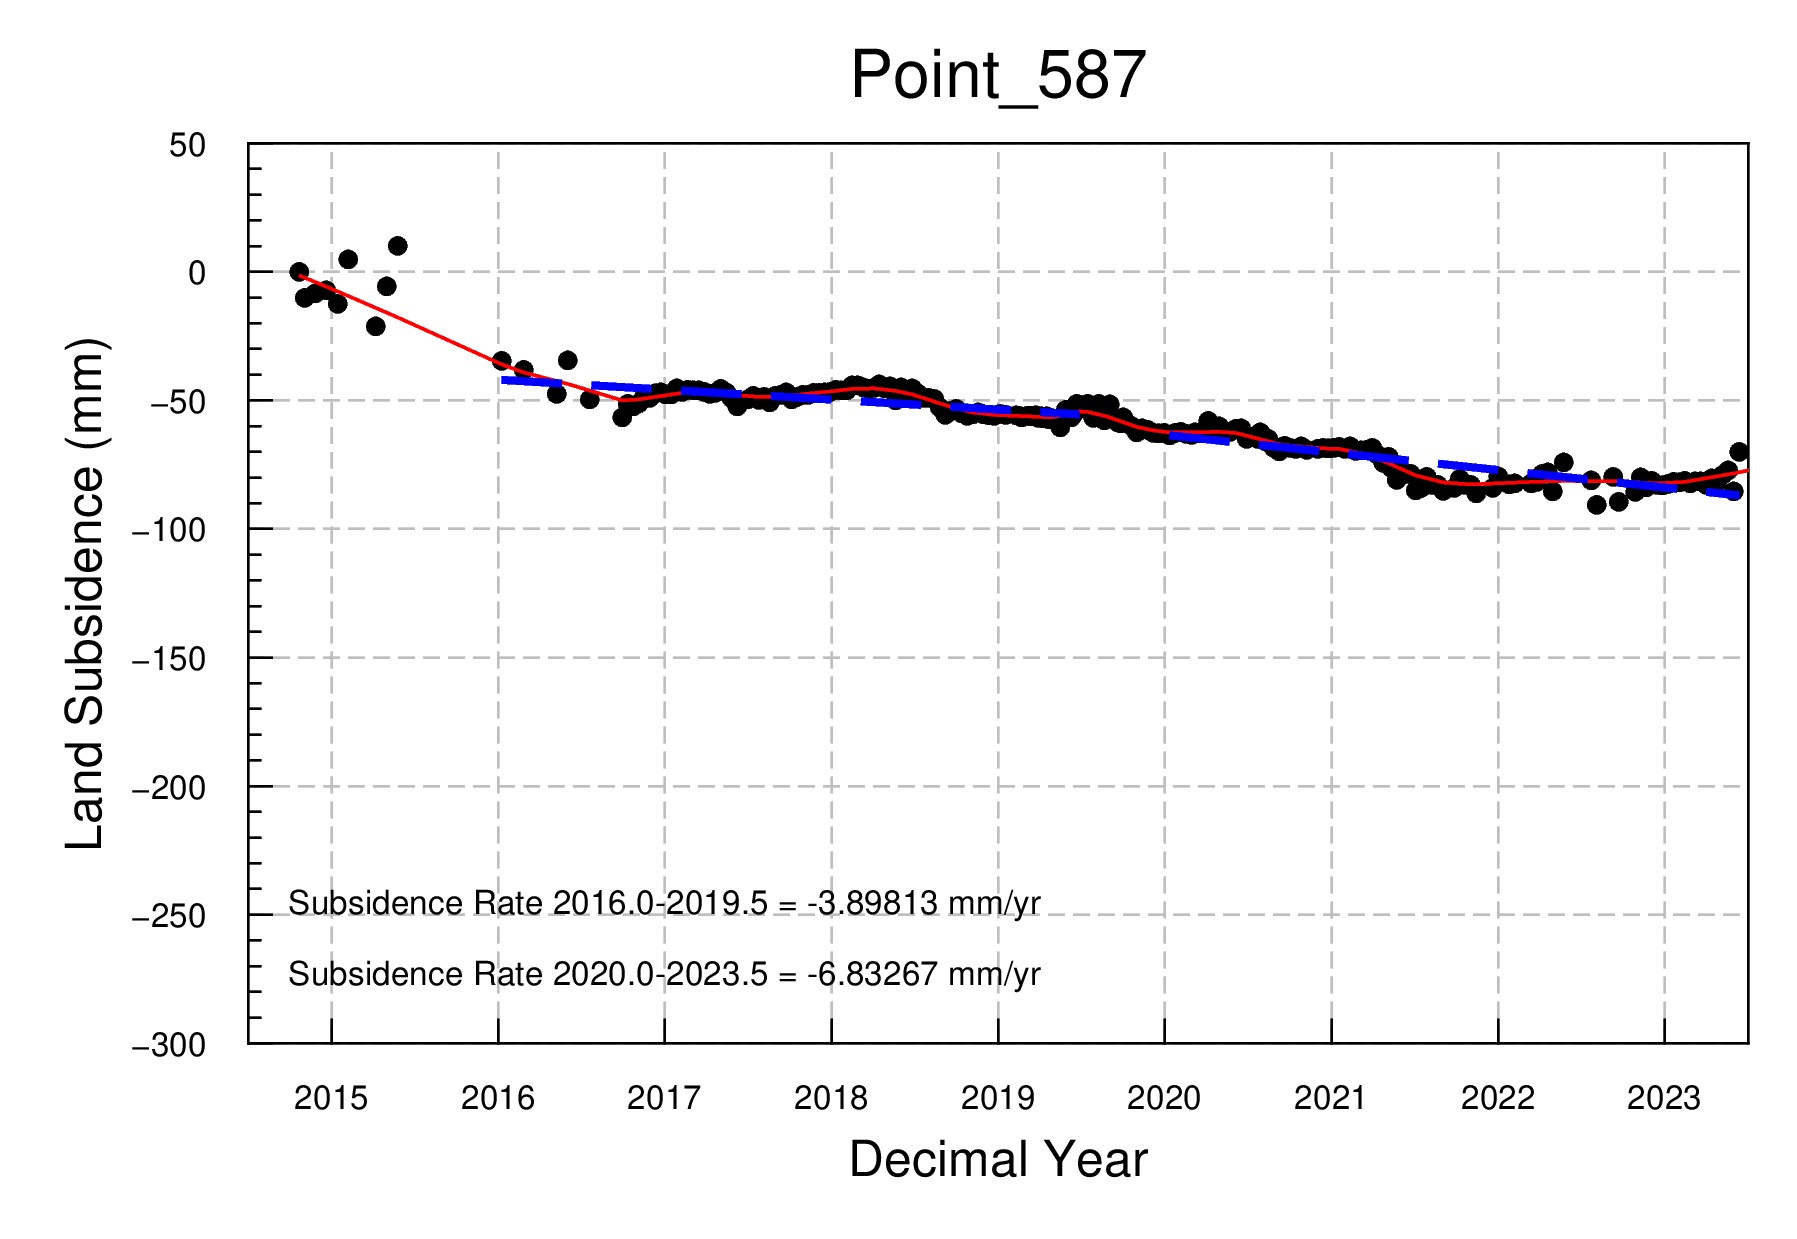 Point_587
50
0
−50
−100
−150
−200
−250
−300
Land Subsidence (mm)
Subsidence Rate 2016.0-2019.5 = -3.89813 mm/yr
Subsidence Rate 2020.0-2023.5 = -6.83267 mm/yr
2015 2016 2017 2018 2019 2020 2021 2022 2023
Decimal Year